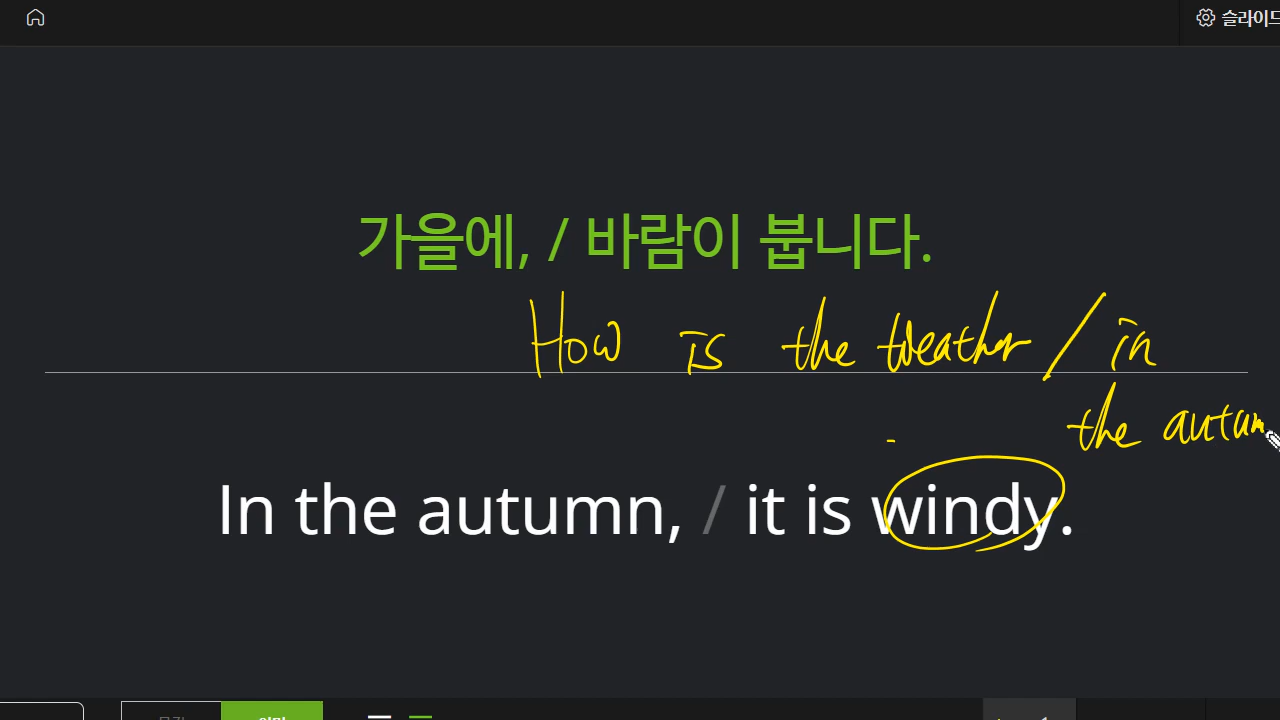 슬라이드
가을에, / 바람이 붑니다.
How is the weather / in
the autum
In the autumn, / it is windy.